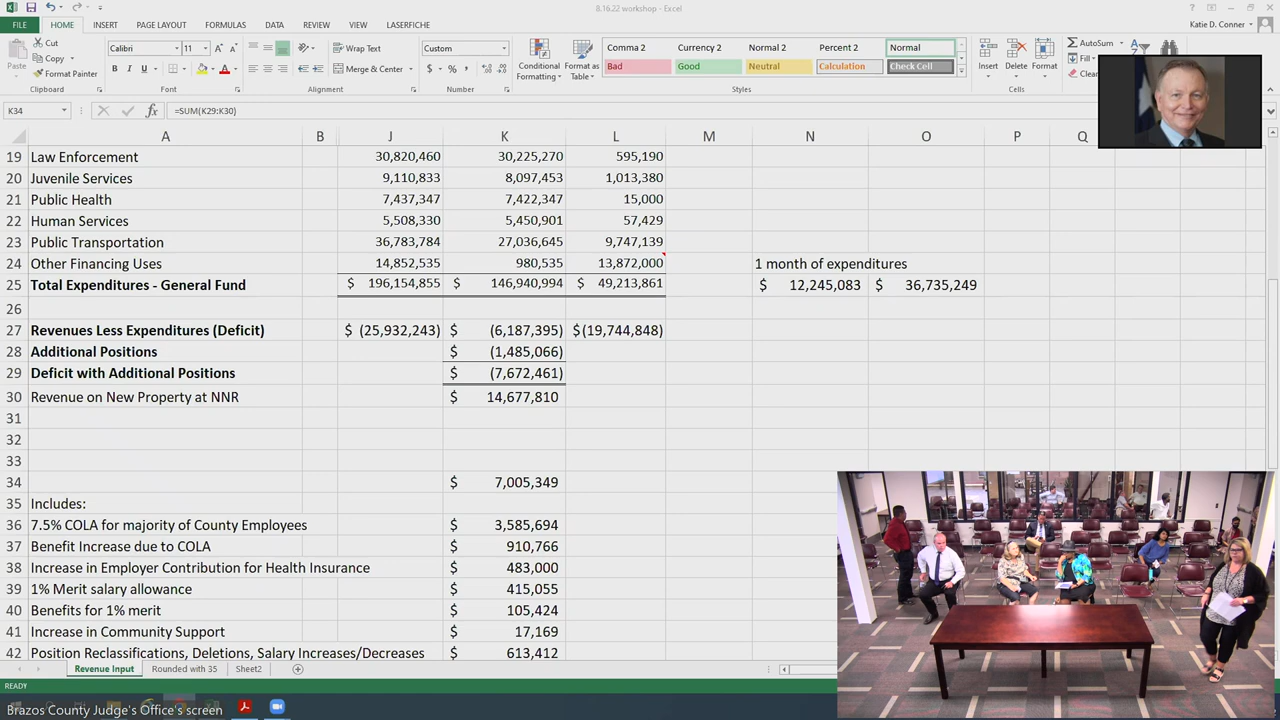 8.16.22 workshop - Excel
FILE HOME INSERT PAGE LAYOUT FORMULAS DATA REVIEW VIEW LASERFICHE Katie D. Conner
Paste Cut Copy Format Painter Clipboard
Calibri 11 B I U A A Font
Wrap Text Merge & Center Alignment
Custom $ % , Number
Conditional Formatting Format as Table
Comma 2 Currency 2 Normal 2 Percent 2 Normal
Bad Good Neutral Calculation Check Cell
Styles
Insert Delete Format Cells
AutoSum Fill Clear
K34 fx =SUM(K29:K30)
A B J K L M N O P Q
19 Law Enforcement 30,820,460 30,225,270 595,190
20 Juvenile Services 9,110,833 8,097,453 1,013,380
21 Public Health 7,437,347 7,422,347 15,000
22 Human Services 5,508,330 5,450,901 57,429
23 Public Transportation 36,783,784 27,036,645 9,747,139
24 Other Financing Uses 14,852,535 980,535 13,872,000 1 month of expenditures
25 Total Expenditures - General Fund $ 196,154,855 $ 146,940,994 $ 49,213,861 $ 12,245,083 $ 36,735,249
26
27 Revenues Less Expenditures (Deficit) $ (25,932,243) $ (6,187,395) $(19,744,848)
28 Additional Positions $ (1,485,066)
29 Deficit with Additional Positions $ (7,672,461)
30 Revenue on New Property at NNR $ 14,677,810
31
32
33
34 $ 7,005,349
35 Includes:
36 7.5% COLA for majority of County Employees $ 3,585,694
37 Benefit Increase due to COLA $ 910,766
38 Increase in Employer Contribution for Health Insurance $ 483,000
39 1% Merit salary allowance $ 415,055
40 Benefits for 1% merit $ 105,424
41 Increase in Community Support $ 17,169
42 Position Reclassifications, Deletions, Salary Increases/Decreases $ 613,412
Revenue Input Rounded with 35 Sheet2
READY
Brazos County Judge's Office's screen